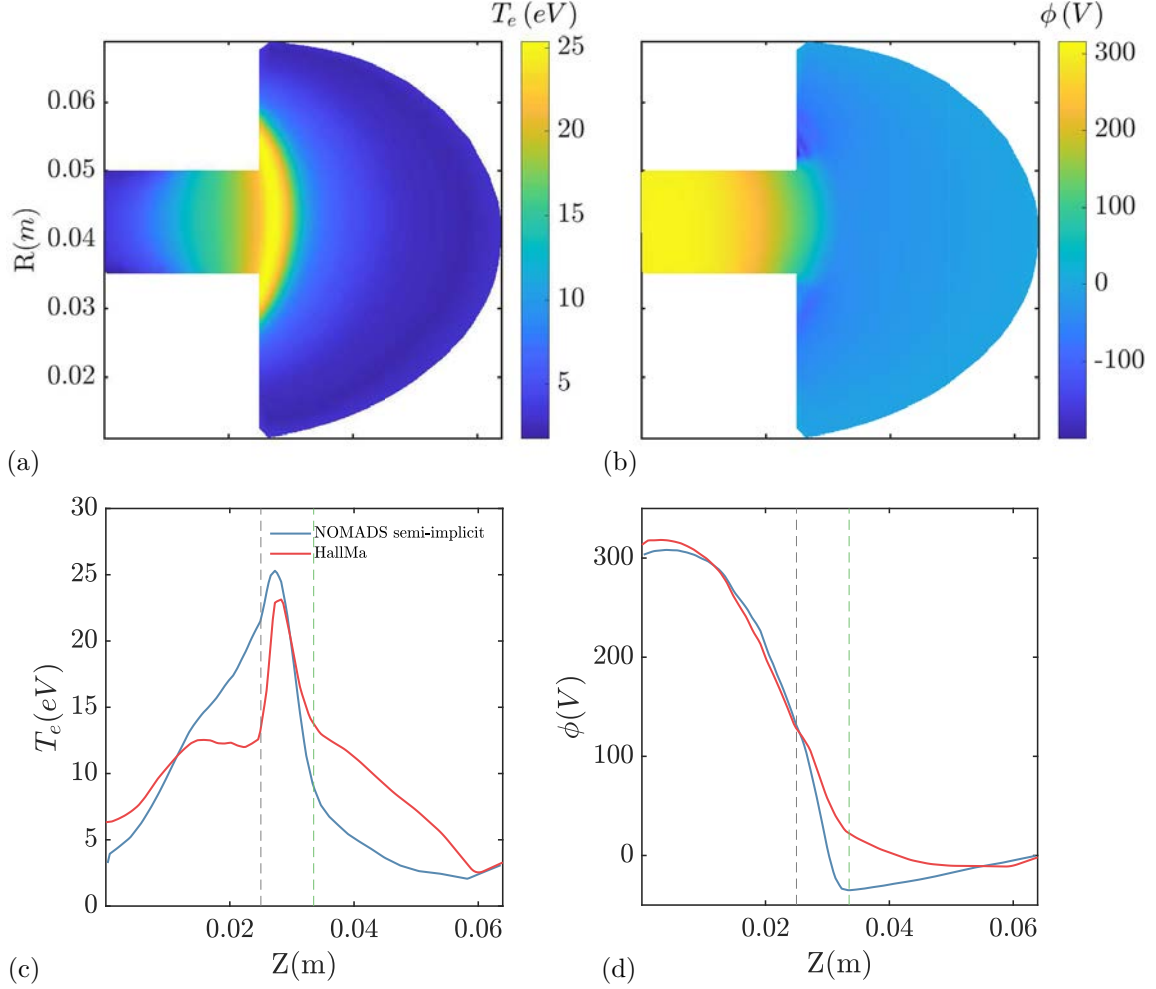 T_e (eV)
ϕ (V)
25
20
15
10
5
300
200
100
0
-100
0.06
0.05
0.04
0.03
0.02
R(m)
(a)
(b)
30
25
20
15
10
5
0
T_e(eV)
NOMADS semi-implicit
HallMa
0.02
0.04
0.06
Z(m)
(c)
300
200
100
0
ϕ(V)
0.02
0.04
0.06
Z(m)
(d)